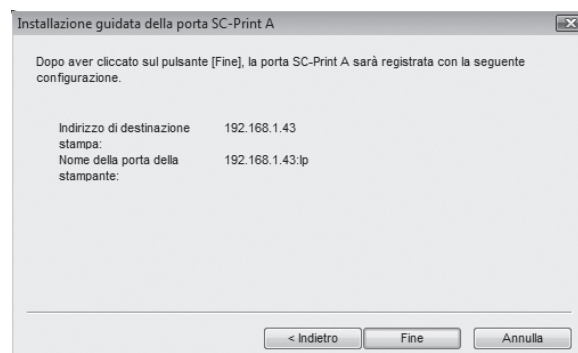 Installazione guidata della porta SC-Print A
Dopo aver cliccato sul pulsante [Fine], la porta SC-Print A sarà registrata con la seguente
configurazione.
Indirizzo di destinazione 192.168.1.43
stampa:
Nome della porta della 192.168.1.43:lp
stampante:
< Indietro Fine Annulla